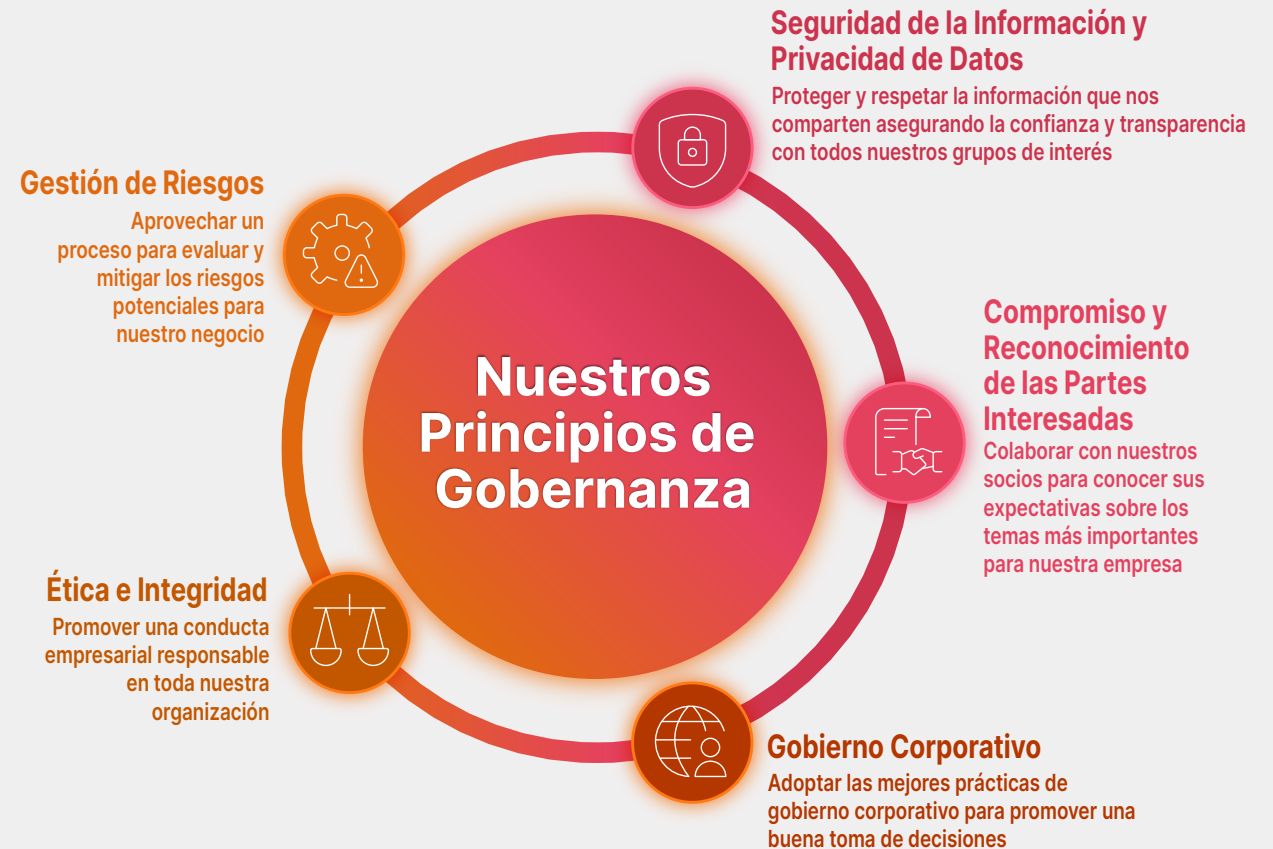 Nuestros
Principios de
Gobernanza
Seguridad de la Información y
Privacidad de Datos
Proteger y respetar la información que nos
comparten asegurando la confianza y transparencia
con todos nuestros grupos de interés
Compromiso y
Reconocimiento
de las Partes
Interesadas
Colaborar con nuestros
socios para conocer sus
expectativas sobre los
temas más importantes
para nuestra empresa
Gobierno Corporativo
Adoptar las mejores prácticas de
gobierno corporativo para promover una
buena toma de decisiones
Ética e Integridad
Promover una conducta
empresarial responsable
en toda nuestra
organización
Gestión de Riesgos
Aprovechar un
proceso para evaluar y
mitigar los riesgos
potenciales para
nuestro negocio